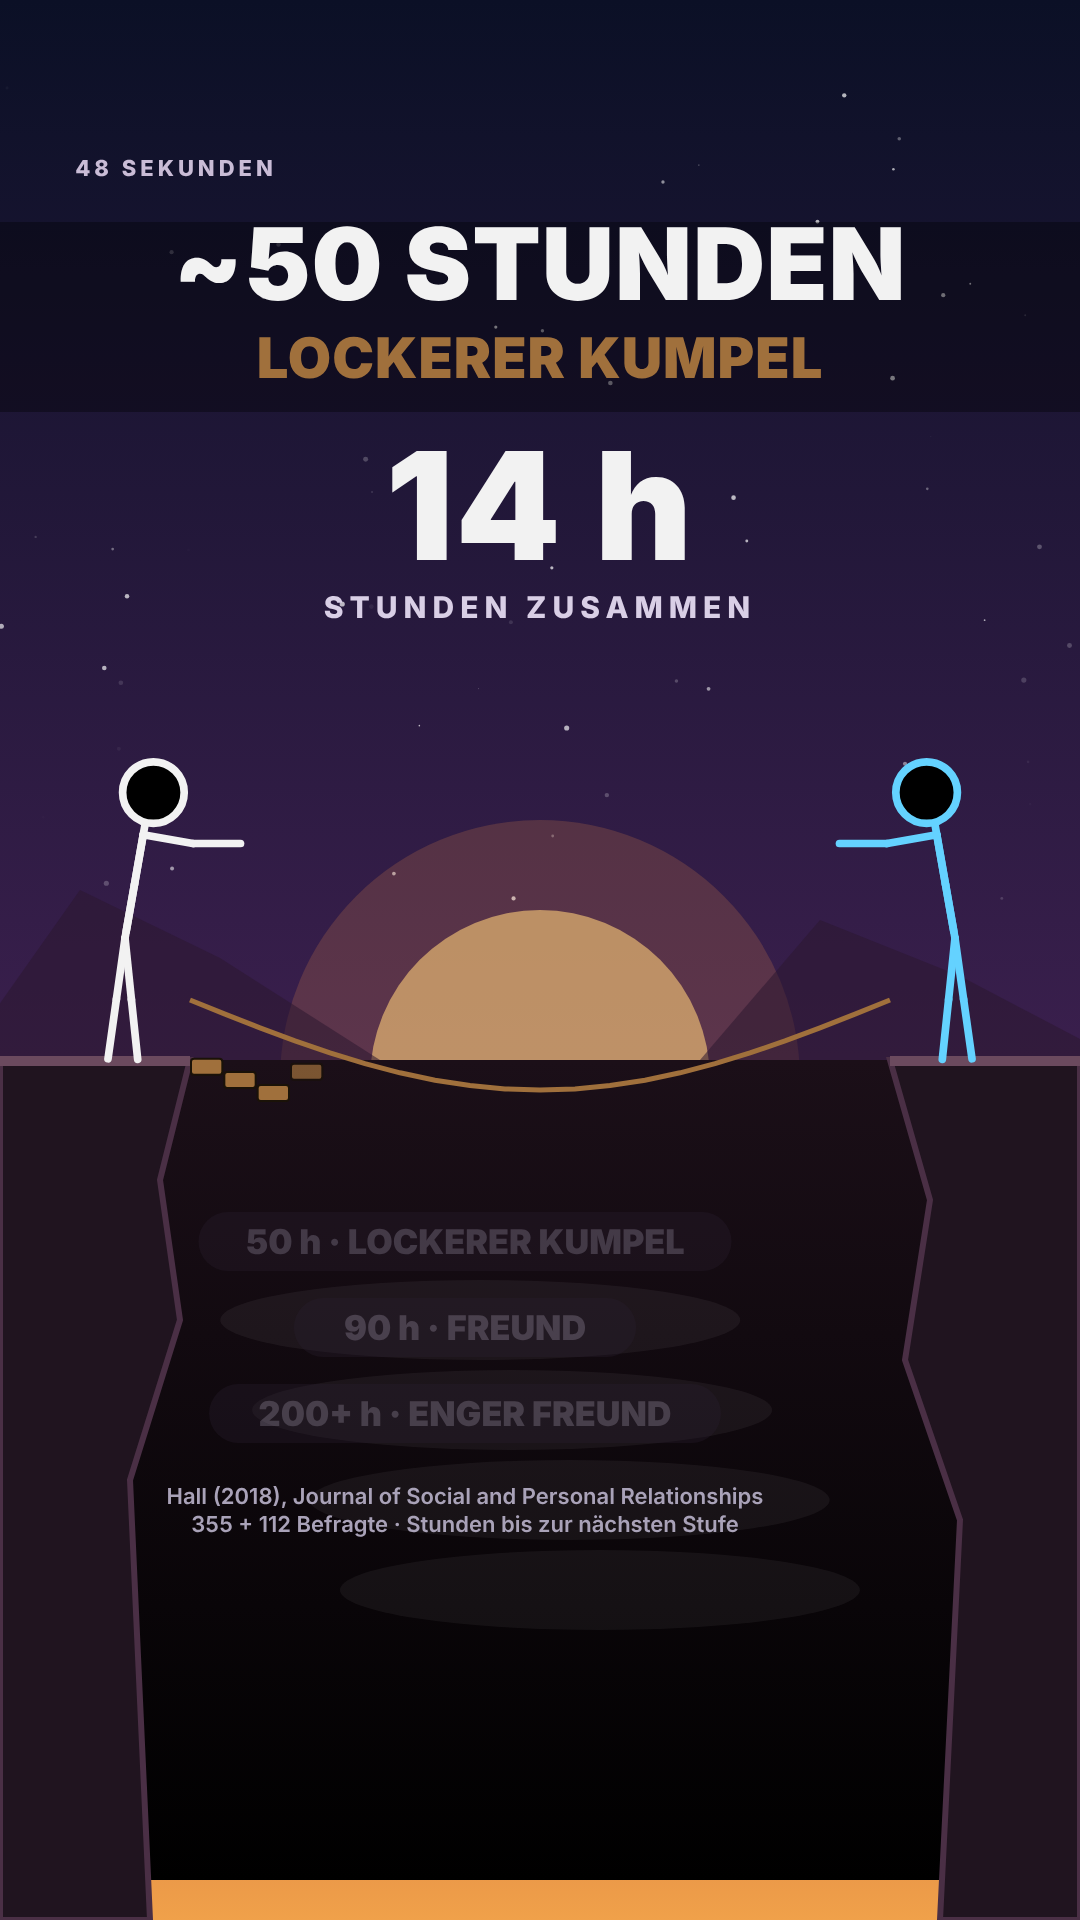 48 SEKUNDEN
~50 STUNDEN
LOCKERER KUMPEL
14 h
STUNDEN ZUSAMMEN
50 h · LOCKERER KUMPEL
90 h · FREUND
200+ h · ENGER FREUND
Hall (2018), Journal of Social and Personal Relationships
355 + 112 Befragte · Stunden bis zur nächsten Stufe